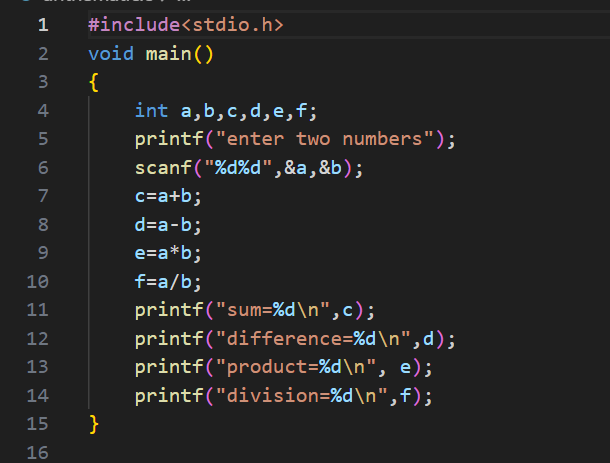 1 #include<stdio.h>
2 void main()
3 {
4 int a,b,c,d,e,f;
5 printf("enter two numbers");
6 scanf("%d%d",&a,&b);
7 c=a+b;
8 d=a-b;
9 e=a*b;
10 f=a/b;
11 printf("sum=%d\n",c);
12 printf("difference=%d\n",d);
13 printf("product=%d\n", e);
14 printf("division=%d\n",f);
15 }
16